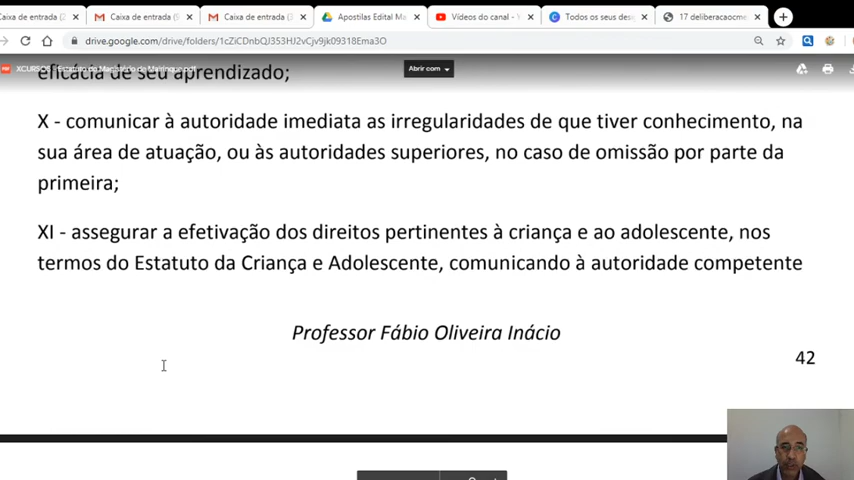 Caixa de entrada (2
Caixa de entrada (
Caixa de entrada (
Apostilas Edital Ma
Vídeos do canal - Y
Todos os seus des
17 deliberacaocme
drive.google.com/drive/folders/1cZiCDnbQJ353HJ2vCjv9jk09318Ema3O
Abrir com
eficácia de seu aprendizado;
X - comunicar à autoridade imediata as irregularidades de que tiver conhecimento, na
sua área de atuação, ou às autoridades superiores, no caso de omissão por parte da
primeira;
XI - assegurar a efetivação dos direitos pertinentes à criança e ao adolescente, nos
termos do Estatuto da Criança e Adolescente, comunicando à autoridade competente
Professor Fábio Oliveira Inácio
42